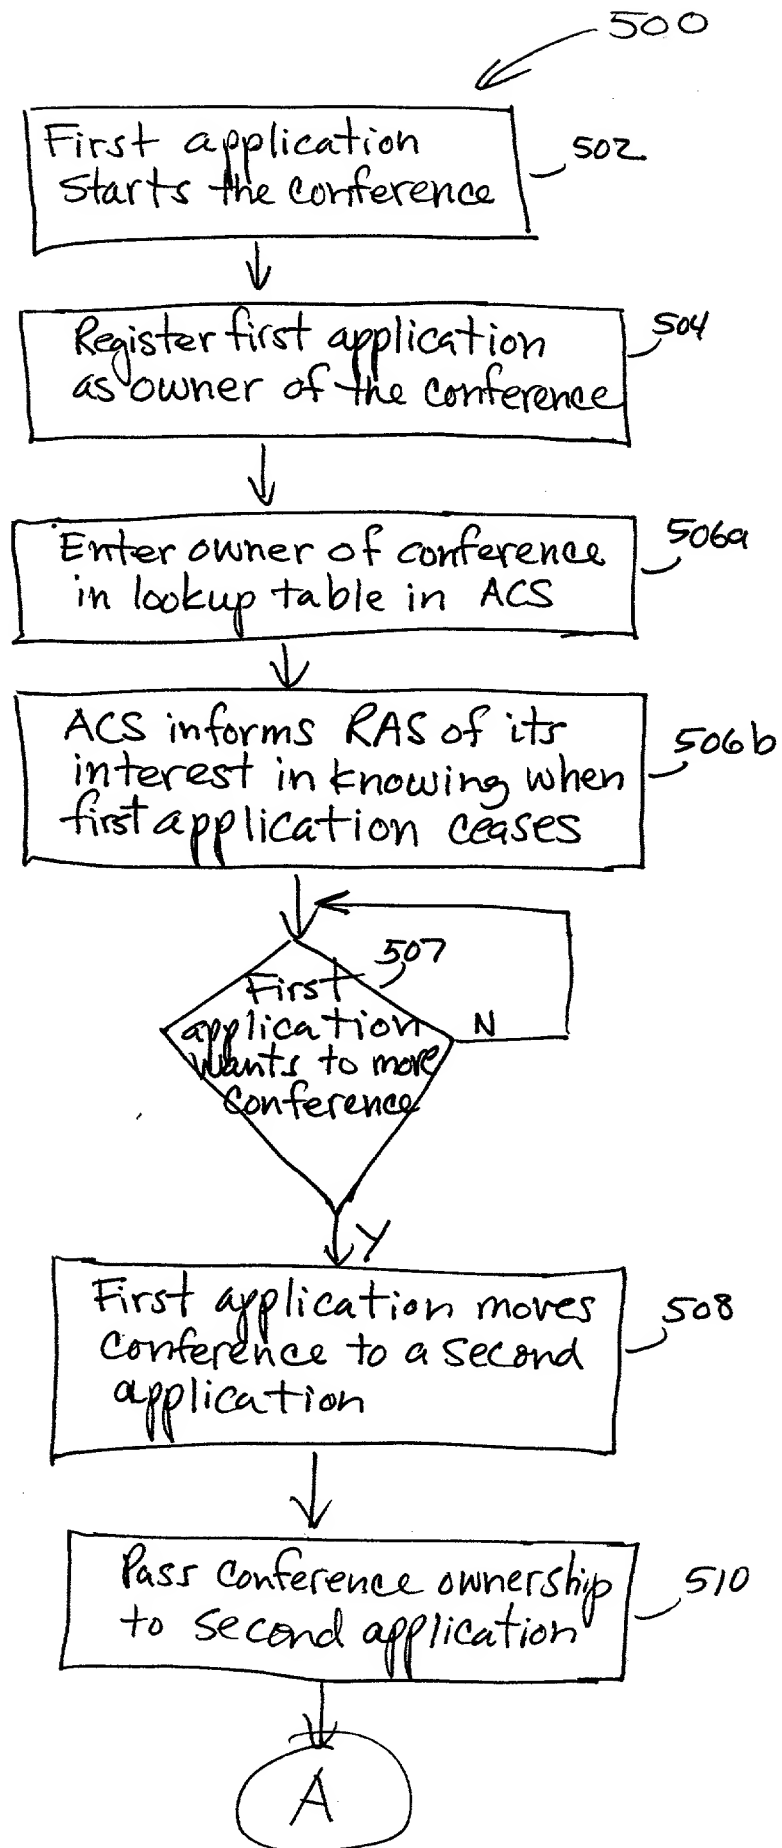 500
First application
Starts the conference
502
Register first application
as owner of the conference
504
Enter owner of conference
in lookup table in ACS
506a
ACS informs RAS of its
interest in knowing when
first application ceases
506b
507
First
application
wants to move
conference
N
Y
First application moves
conference to a second
application
508
Pass conference ownership
to second application
510
A